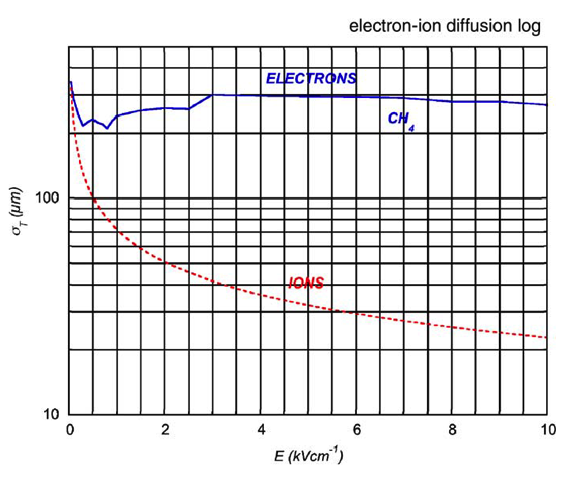 electron-ion diffusion log
ELECTRONS
CH4
100
σT (μm)
IONS
10
0 2 4 6 8 10
E (kVcm-1)